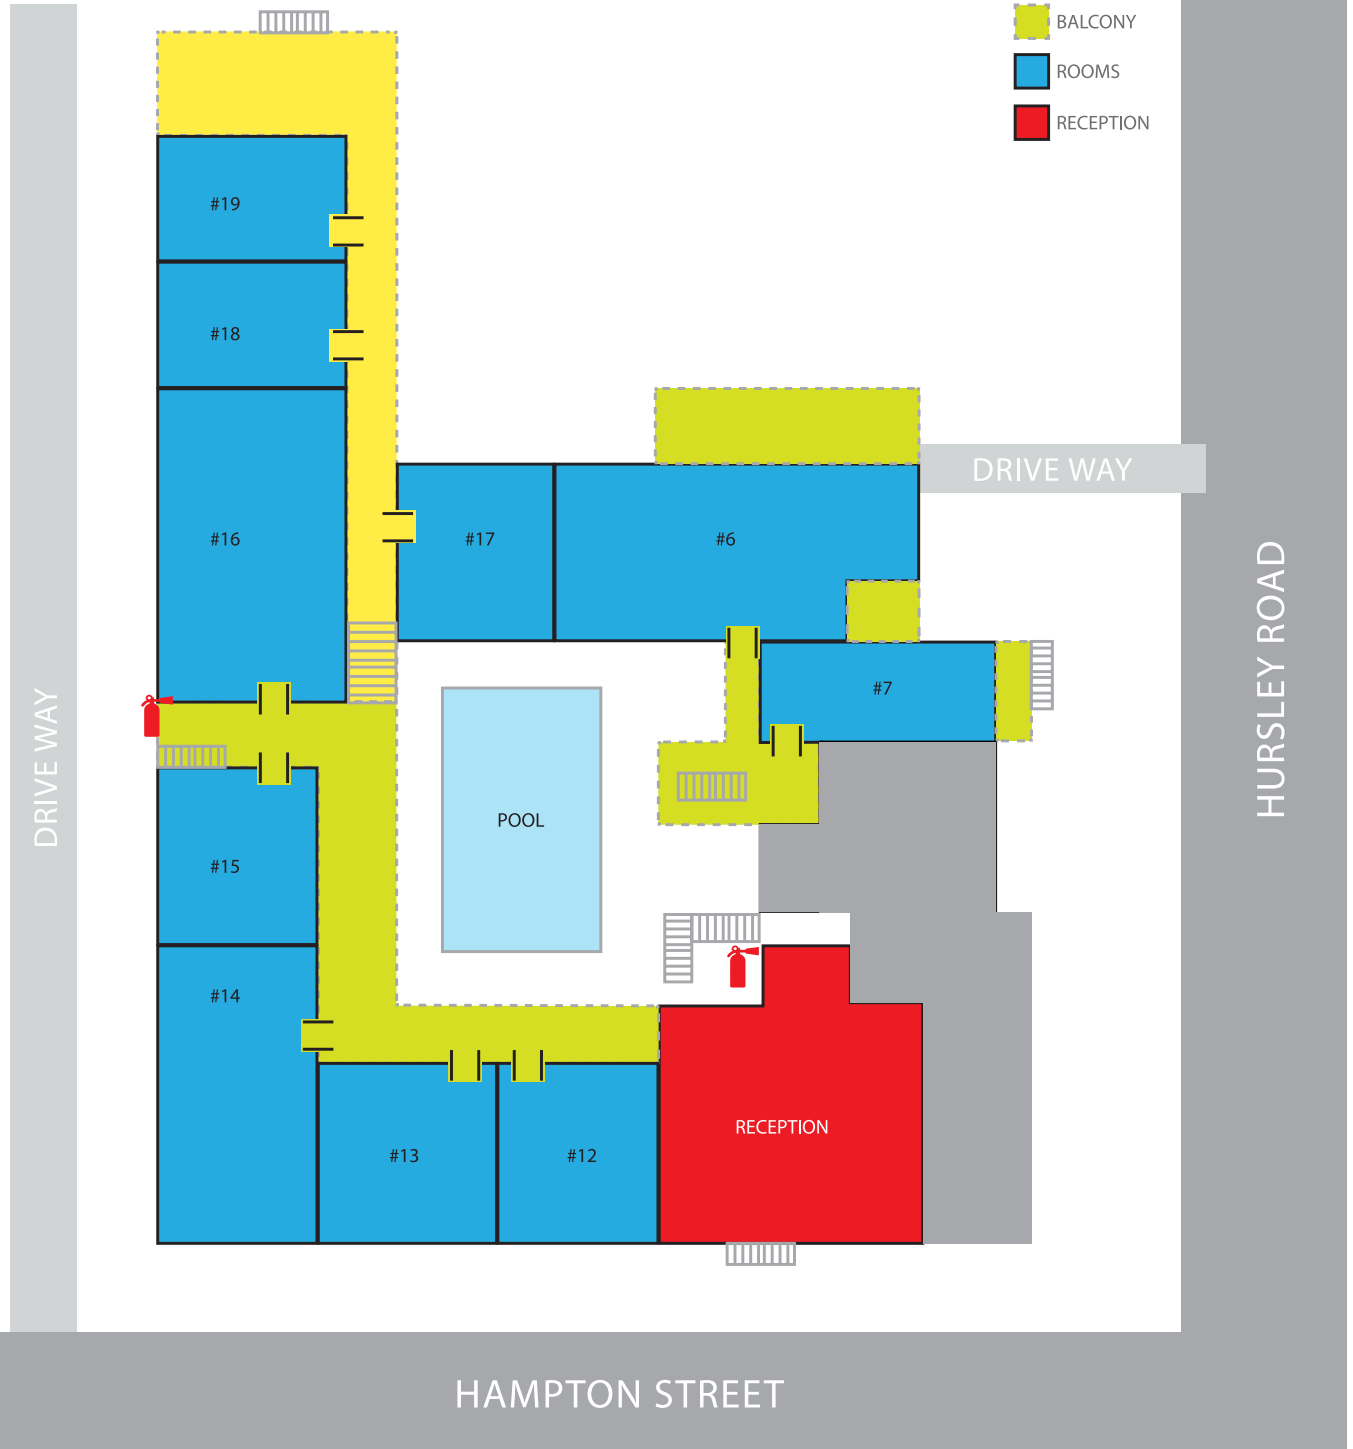 BALCONY
ROOMS
RECEPTION
#19
#18
DRIVE WAY
#16
#17
#6
HURSLEY ROAD
#7
DRIVE WAY
POOL
#15
#14
RECEPTION
#13
#12
HAMPTON STREET